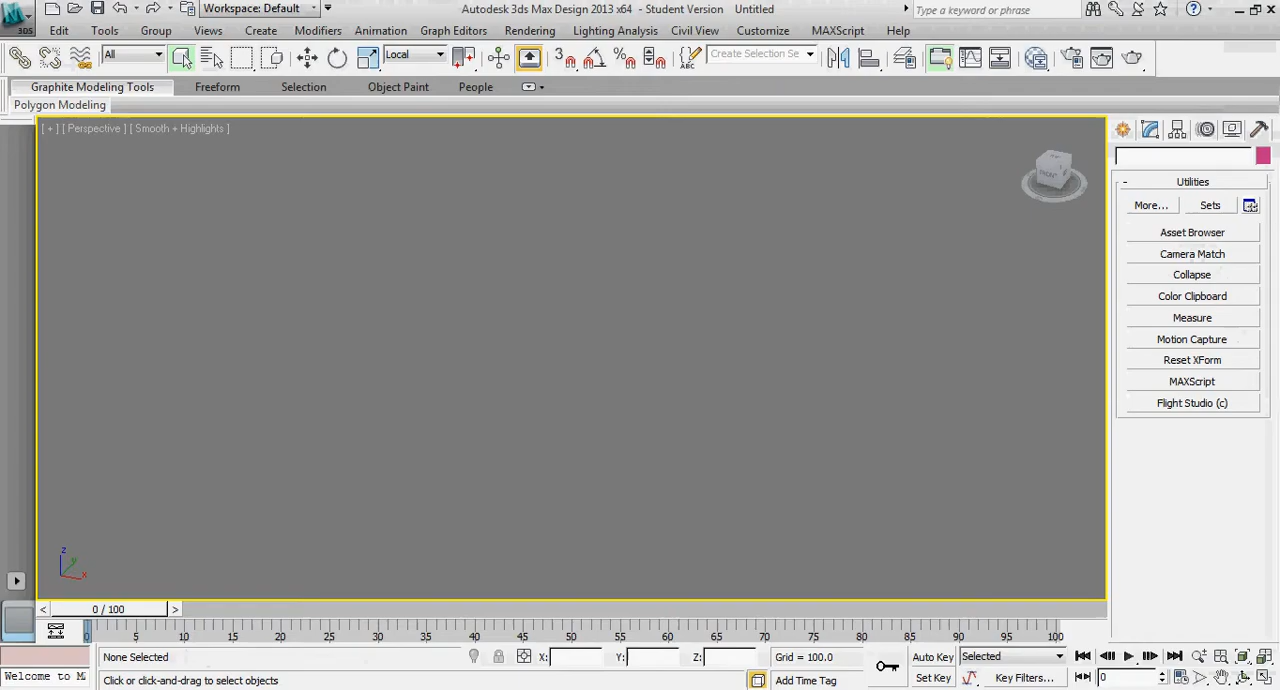 Workspace: Default
Autodesk 3ds Max Design 2013 x64 - Student Version Untitled
Type a keyword or phrase
3DS
Edit Tools Group Views Create Modifiers Animation Graph Editors Rendering Lighting Analysis Civil View Customize MAXScript Help
All
Local
3
Create Selection Se
ABC
Graphite Modeling Tools Freeform Selection Object Paint People
Polygon Modeling
[ + ] [ Perspective ] [ Smooth + Highlights ]
- Utilities
More... Sets
Asset Browser
Camera Match
Collapse
Color Clipboard
Measure
Motion Capture
Reset XForm
MAXScript
Flight Studio (c)
z
y
x
< 0 / 100 >
0 5 10 15 20 25 30 35 40 45 50 55 60 65 70 75 80 85 90 95 100
None Selected X: Y: Z: Grid = 100.0 Auto Key Selected
Welcome to M Click or click-and-drag to select objects Add Time Tag Set Key Key Filters... 0